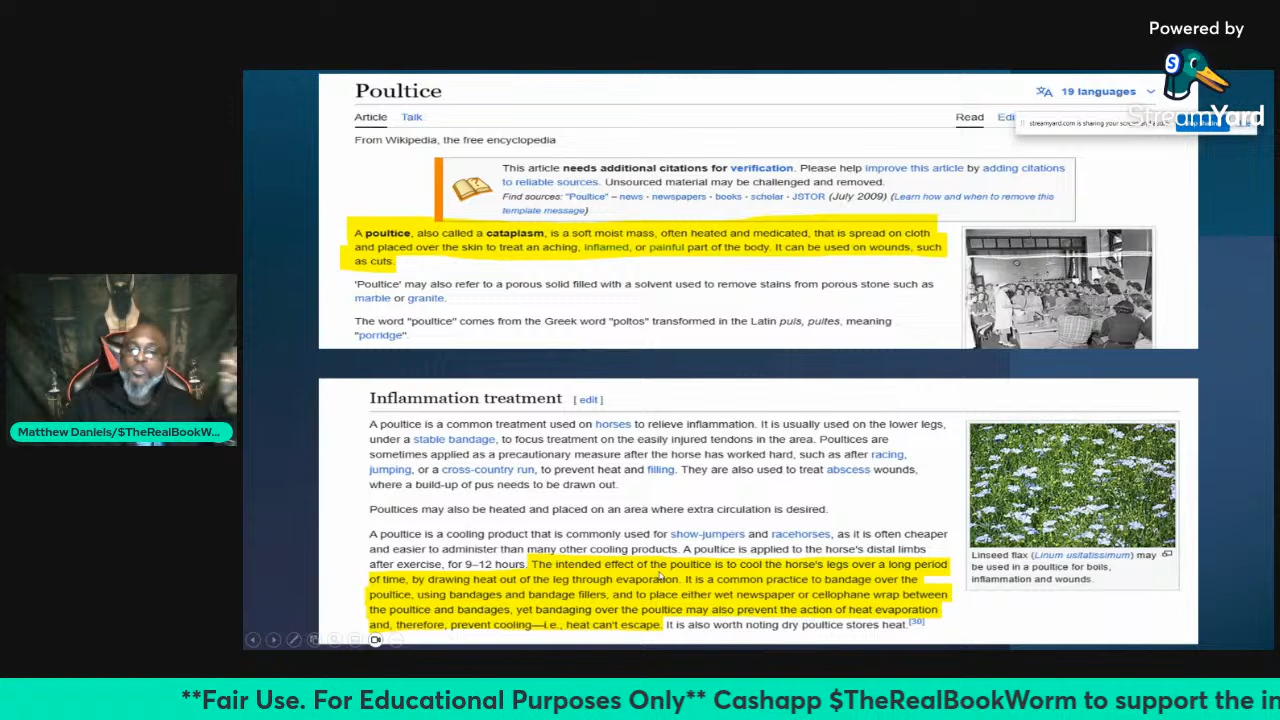 Powered by
StreamYard
Poultice
19 languages
Article Talk
Read Edi
streamyard.com is sharing your screen and audio.
From Wikipedia, the free encyclopedia
This article needs additional citations for verification. Please help improve this article by adding citations
to reliable sources. Unsourced material may be challenged and removed.
Find sources: "Poultice" – news · newspapers · books · scholar · JSTOR (July 2009) (Learn how and when to remove this
template message)
A poultice, also called a cataplasm, is a soft moist mass, often heated and medicated, that is spread on cloth
and placed over the skin to treat an aching, inflamed, or painful part of the body. It can be used on wounds, such
as cuts.
'Poultice' may also refer to a porous solid filled with a solvent used to remove stains from porous stone such as
marble or granite.
The word "poultice" comes from the Greek word "poltos" transformed in the Latin puls, pultes, meaning
"porridge".
Inflammation treatment [ edit ]
A poultice is a common treatment used on horses to relieve inflammation. It is usually used on the lower legs,
under a stable bandage, to focus treatment on the easily injured tendons in the area. Poultices are
sometimes applied as a precautionary measure after the horse has worked hard, such as after racing,
jumping, or a cross-country run, to prevent heat and filling. They are also used to treat abscess wounds,
where a build-up of pus needs to be drawn out.
Poultices may also be heated and placed on an area where extra circulation is desired.
A poultice is a cooling product that is commonly used for show-jumpers and racehorses, as it is often cheaper
and easier to administer than many other cooling products. A poultice is applied to the horse's distal limbs
after exercise, for 9–12 hours. The intended effect of the poultice is to cool the horse's legs over a long period
of time, by drawing heat out of the leg through evaporation. It is a common practice to bandage over the
poultice, using bandages and bandage fillers, and to place either wet newspaper or cellophane wrap between
the poultice and bandages, yet bandaging over the poultice may also prevent the action of heat evaporation
and, therefore, prevent cooling—i.e., heat can't escape. It is also worth noting dry poultice stores heat.[30]
Linseed flax (Linum usitatissimum) may
be used in a poultice for boils,
inflammation and wounds.
Matthew Daniels/$TheRealBookW...
**Fair Use. For Educational Purposes Only** Cashapp $TheRealBookWorm to support the in